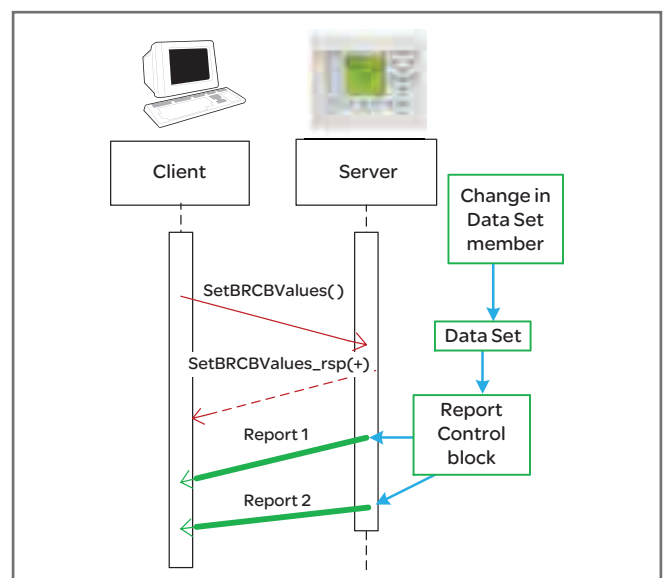 Client
Server
Change in
Data Set
member
SetBRCBValues( )
Data Set
SetBRCBValues_rsp(+)
Report
Control
block
Report 1
Report 2